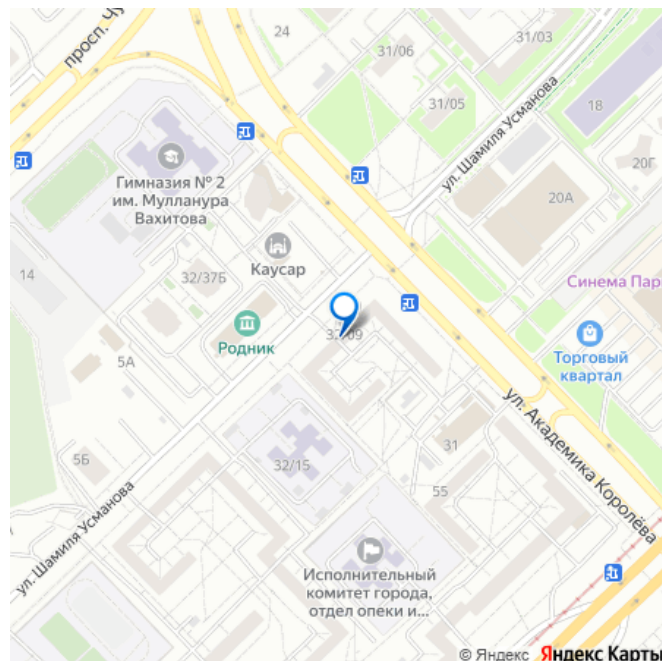 просп. Чу
24
31/06
31/03
31/05
18
ул. Шамиля Усманова
20Г
20А
Гимназия № 2
им. Мулланура
Вахитова
Каусар
32/37Б
14
Синема Пар
32/09
Родник
5А
Торговый
квартал
ул. Академика Королёва
31
32/15
5Б
55
ул. Шамиля Усманова
Исполнительный
комитет города,
отдел опеки и...
© Яндекс Яндекс Карты